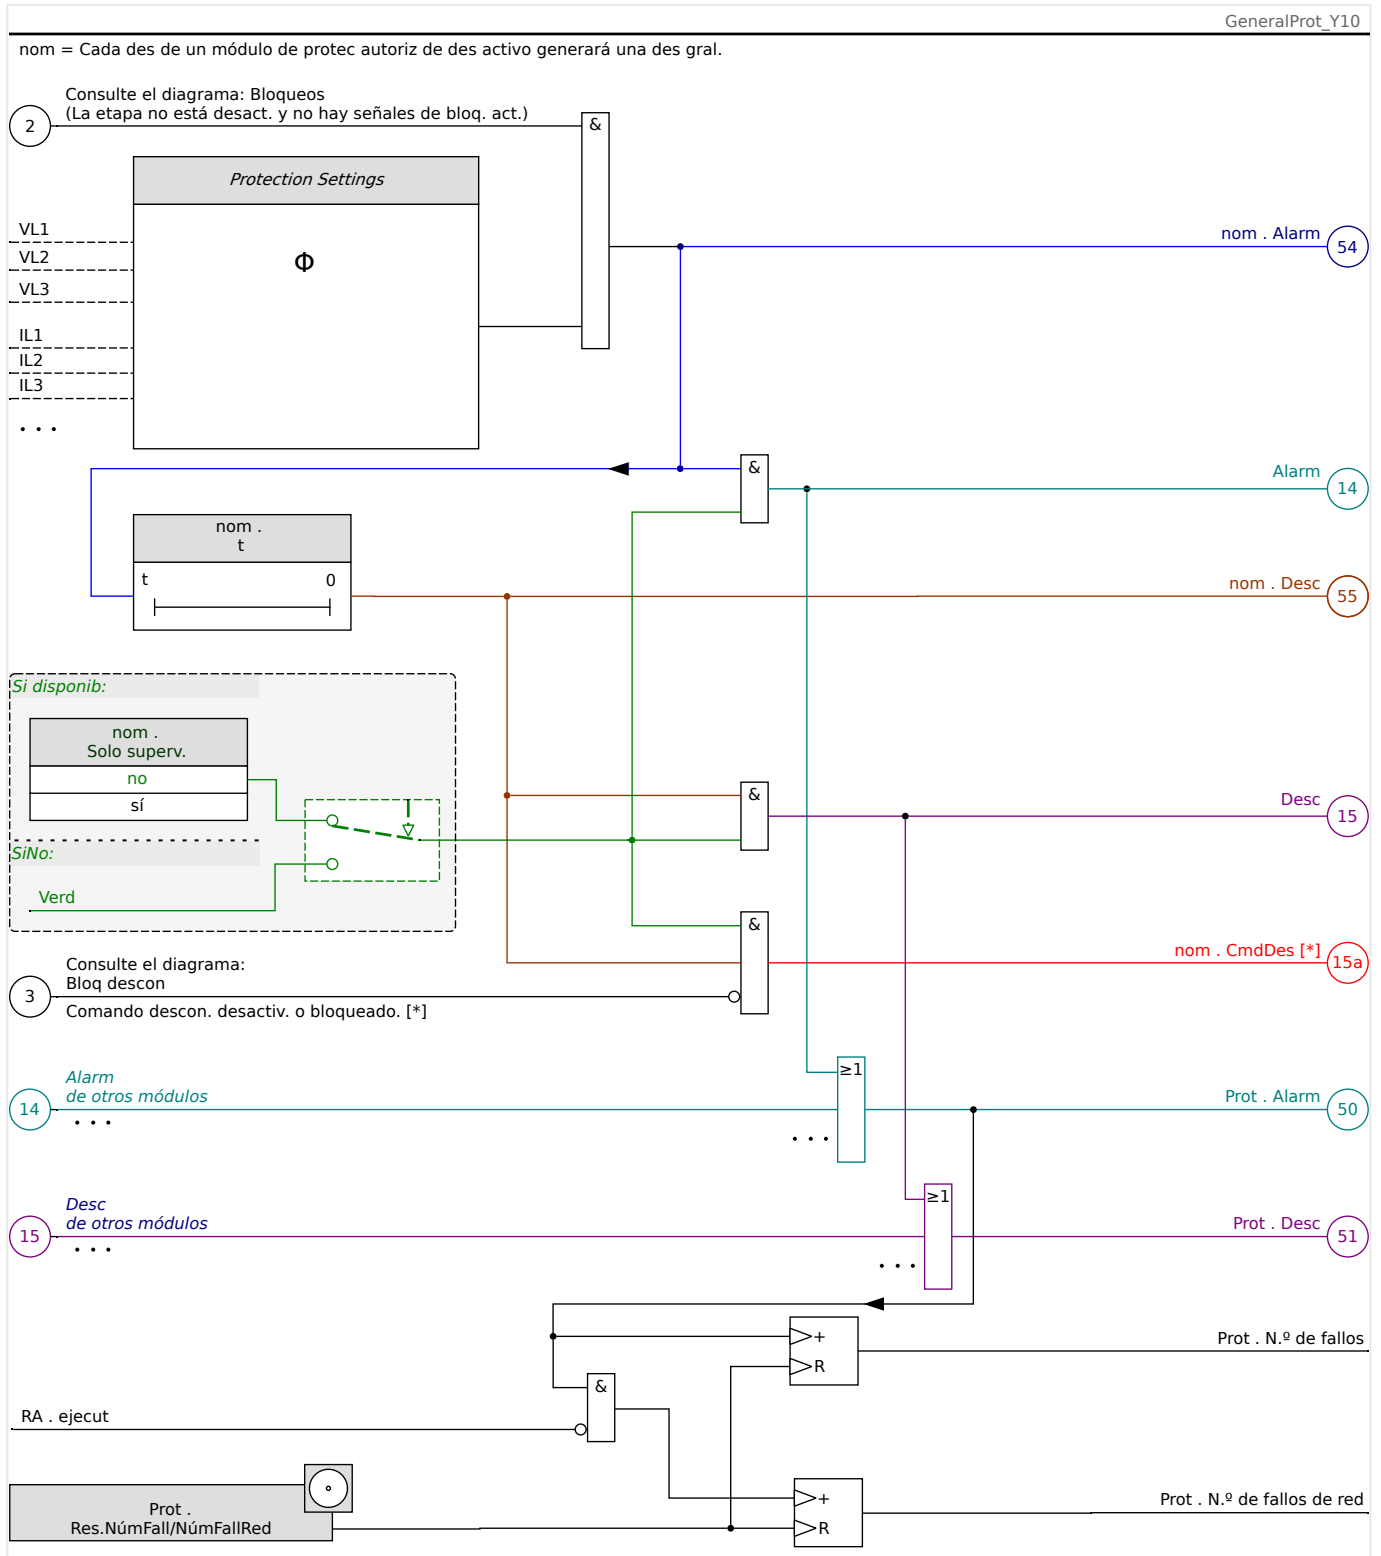 GeneralProt_Y10
nom = Cada des de un módulo de protec autoriz de des activo generará una des gral.
Consulte el diagrama: Bloqueos
(La etapa no está desact. y no hay señales de bloq. act.)
2
&
Protection Settings
Φ
VL1
VL2
VL3
IL1
IL2
IL3
. . .
nom . Alarm
54
&
Alarm
14
nom .
t
t 0
nom . Desc
55
Si disponib:
nom .
Solo superv.
no
sí
SiNo:
Verd
&
Desc
15
&
nom . CmdDes [*]
15a
Consulte el diagrama:
Bloq descon
3
Comando descon. desactiv. o bloqueado. [*]
≥1
Alarm
de otros módulos
14
. . .
. . .
Prot . Alarm
50
≥1
Desc
de otros módulos
15
. . .
. . .
Prot . Desc
51
+
R
Prot . N.º de fallos
&
RA . ejecut
+
R
Prot . N.º de fallos de red
Prot .
Res.NúmFall/NúmFallRed